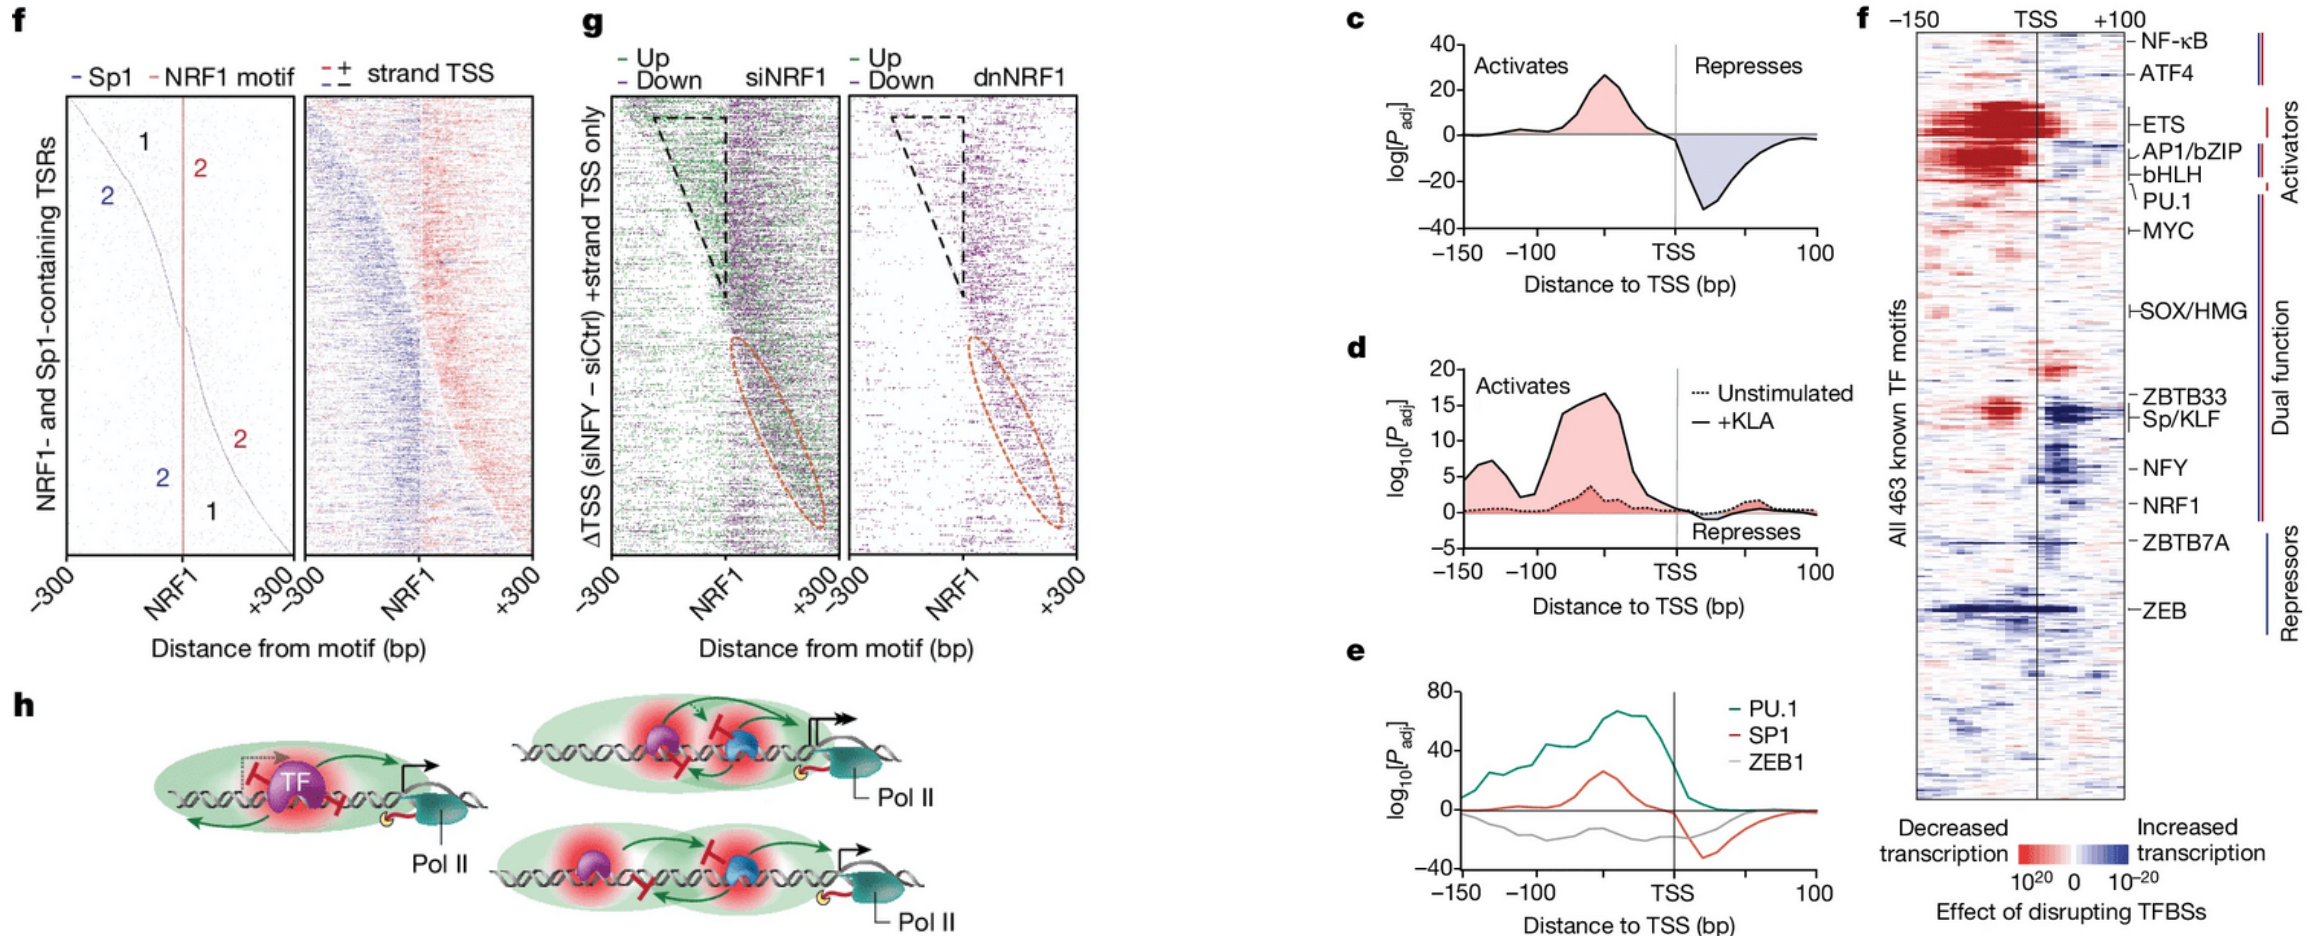 f
Sp1
NRF1 motif
+
−
strand TSS
NRF1- and Sp1-containing TSRs
1
2
2
2
2
1
−300
NRF1
+300
−300
NRF1
+300
Distance from motif (bp)
g
Up
Down
siNRF1
Up
Down
dnNRF1
ΔTSS (siNFY − siCtrl) +strand TSS only
−300
NRF1
+300
−300
NRF1
+300
Distance from motif (bp)
h
TF
Pol II
Pol II
Pol II
c
40
20
0
−20
−40
log[Padj]
Activates
Represses
−150
−100
TSS
100
Distance to TSS (bp)
d
20
15
10
5
0
−5
log10[Padj]
Activates
Unstimulated
+KLA
Represses
−150
−100
TSS
100
Distance to TSS (bp)
e
80
40
0
−40
log10[Padj]
PU.1
SP1
ZEB1
−150
−100
TSS
100
Distance to TSS (bp)
f
−150
TSS
+100
All 463 known TF motifs
NF-κB
ATF4
ETS
AP1/bZIP
bHLH
PU.1
MYC
SOX/HMG
ZBTB33
Sp/KLF
NFY
NRF1
ZBTB7A
ZEB
Activators
Dual function
Repressors
Decreased
transcription
Increased
transcription
10^20 0 10^−20
Effect of disrupting TFBSs